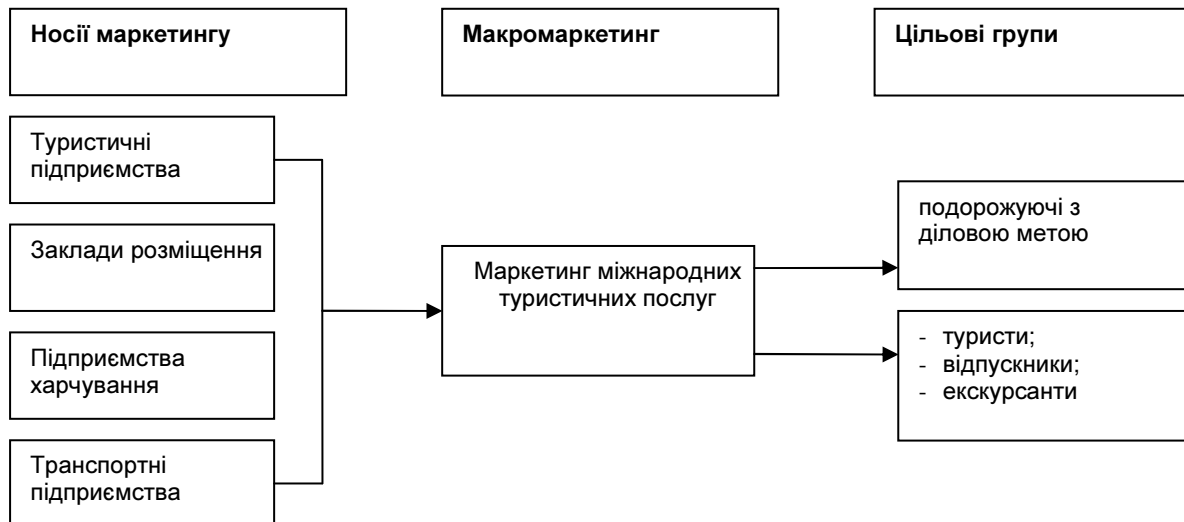 Носії маркетингу
Макромаркетинг
Цільові групи
Туристичні
підприємства
Заклади розміщення
Підприємства
харчування
Транспортні
підприємства
Маркетинг міжнародних
туристичних послуг
подорожуючі з
діловою метою
- туристи;
- відпускники;
- екскурсанти